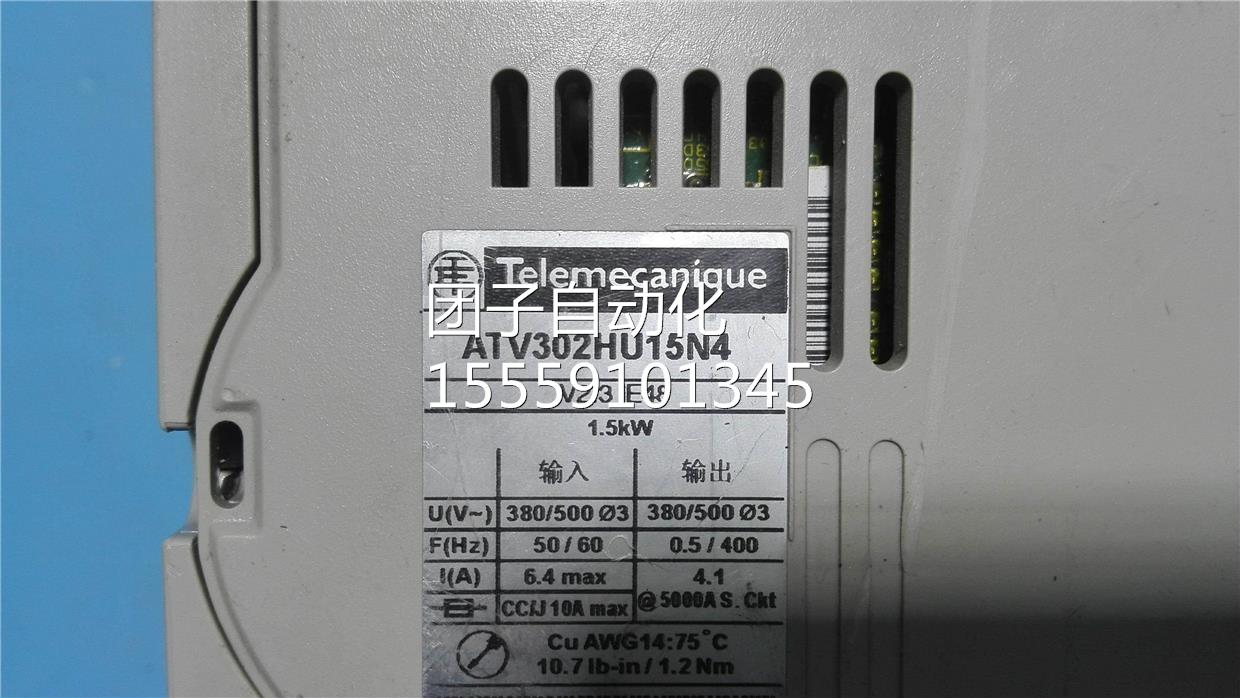 Telemecanique
团子自动化
ATV302HU15N4
15559101345
1.5kW
输入 输出
U(V~) 380/500 Ø3 380/500 Ø3
F(Hz) 50/60 0.5/400
I(A) 6.4 max 4.1
CC/J 10A max @5000A S. Ckt
Cu AWG14:75°C
10.7 lb-in / 1.2 Nm